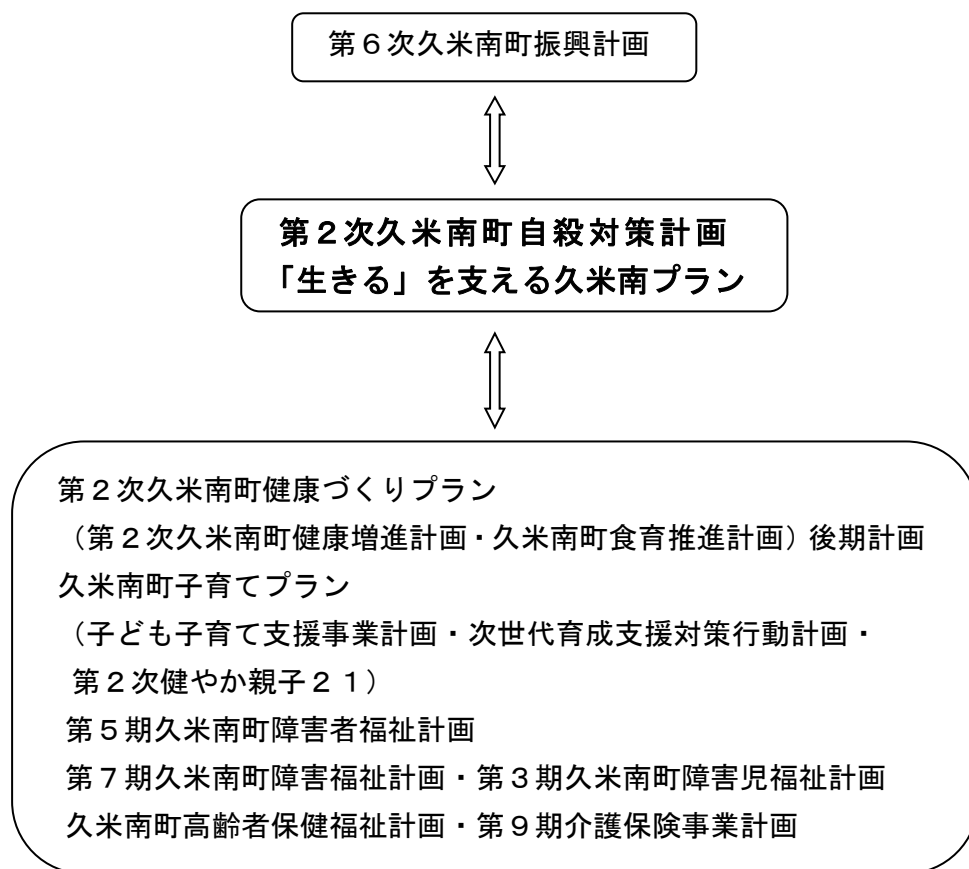 第６次久米南町振興計画
第２次久米南町自殺対策計画
「生きる」を支える久米南プラン
第２次久米南町健康づくりプラン
（第２次久米南町健康増進計画・久米南町食育推進計画）後期計画
久米南町子育てプラン
（子ども子育て支援事業計画・次世代育成支援対策行動計画・
第２次健やか親子２１）
第５期久米南町障害者福祉計画
第７期久米南町障害福祉計画・第３期久米南町障害児福祉計画
久米南町高齢者保健福祉計画・第９期介護保険事業計画